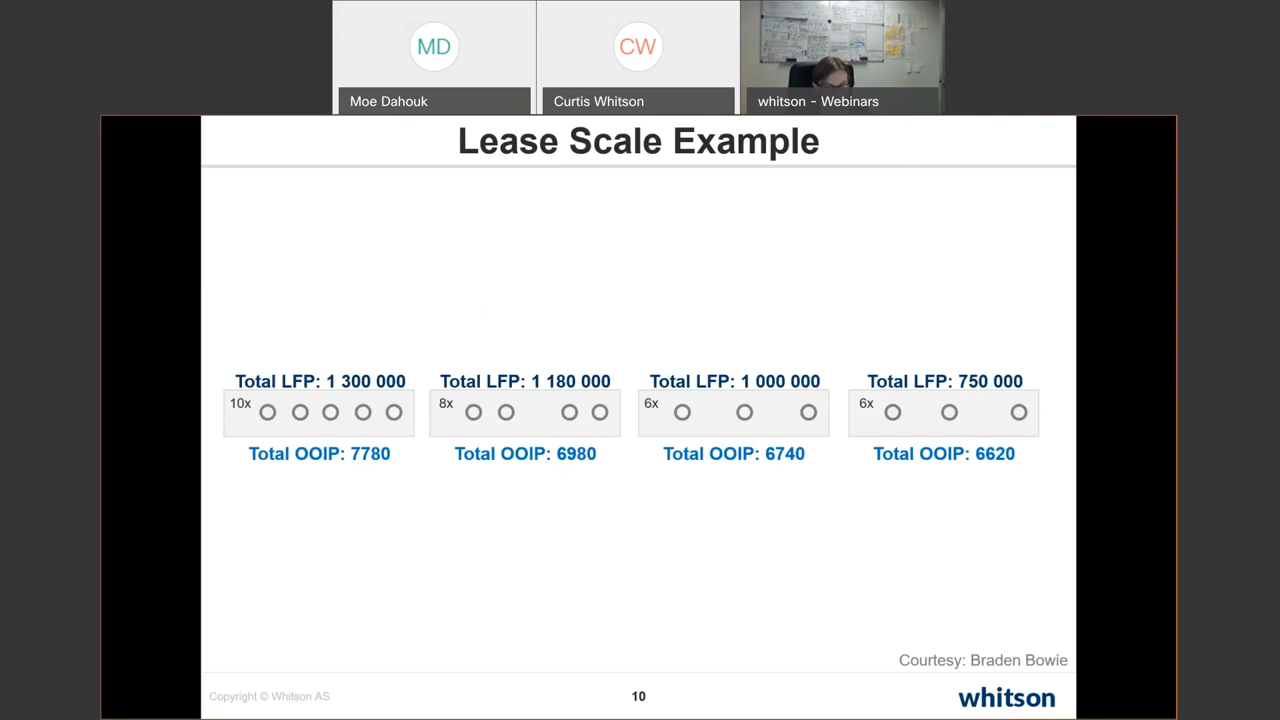 MD
CW
Moe Dahouk
Curtis Whitson
whitson - Webinars
Lease Scale Example
Total LFP: 1 300 000
10x
Total OOIP: 7780
Total LFP: 1 180 000
8x
Total OOIP: 6980
Total LFP: 1 000 000
6x
Total OOIP: 6740
Total LFP: 750 000
6x
Total OOIP: 6620
Courtesy: Braden Bowie
Copyright © Whitson AS
10
whitson